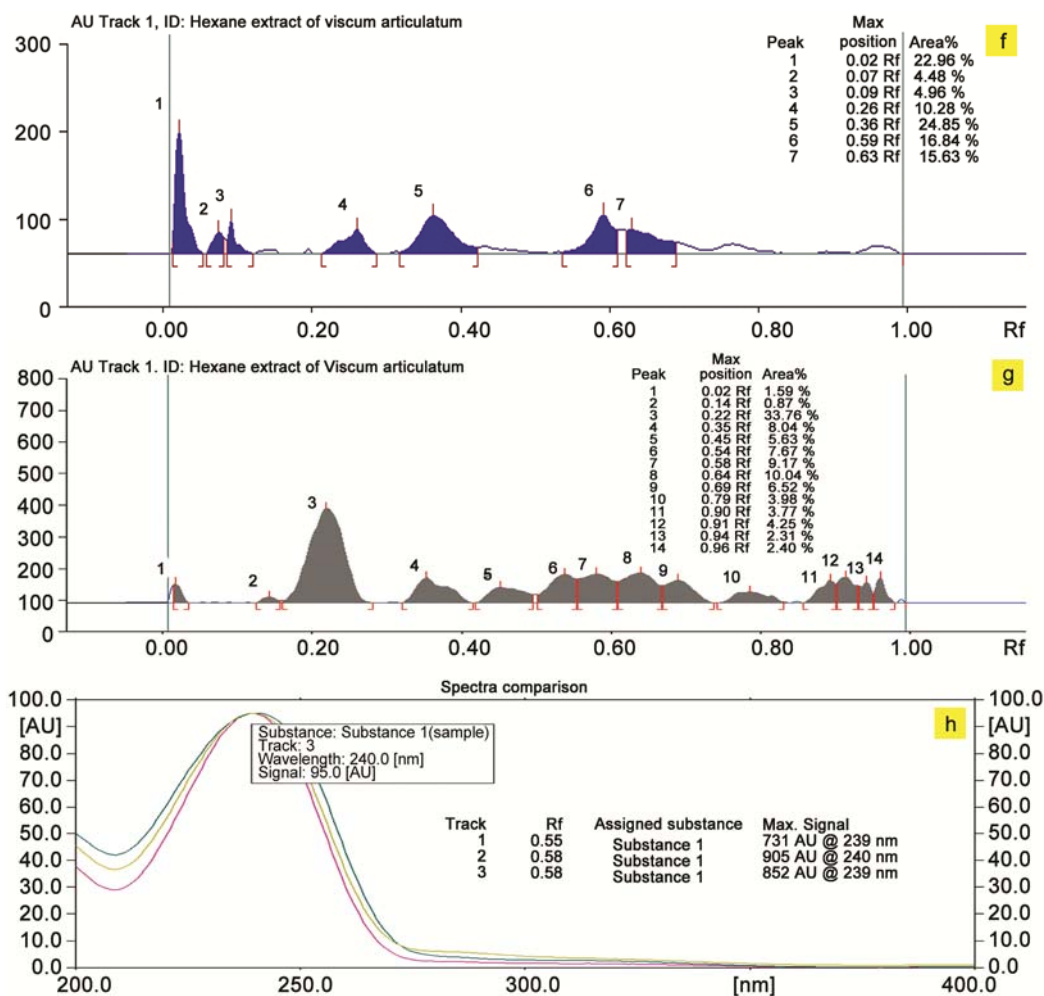 AU Track 1, ID: Hexane extract of viscum articulatum
f
Peak Max position Area%
1 0.02 Rf 22.96 %
2 0.07 Rf 4.48 %
3 0.09 Rf 4.96 %
4 0.26 Rf 10.28 %
5 0.36 Rf 24.85 %
6 0.59 Rf 16.84 %
7 0.63 Rf 15.63 %
300
200
100
0
1 2 3 4 5 6 7
0.00 0.20 0.40 0.60 0.80 1.00 Rf
AU Track 1. ID: Hexane extract of Viscum articulatum
g
Peak Max position Area%
1 0.02 Rf 1.59 %
2 0.14 Rf 0.87 %
3 0.22 Rf 33.76 %
4 0.35 Rf 8.04 %
5 0.45 Rf 5.63 %
6 0.54 Rf 7.67 %
7 0.58 Rf 9.17 %
8 0.64 Rf 10.04 %
9 0.69 Rf 6.52 %
10 0.79 Rf 3.98 %
11 0.90 Rf 3.77 %
12 0.91 Rf 4.25 %
13 0.94 Rf 2.31 %
14 0.96 Rf 2.40 %
800
700
600
500
400
300
200
100
0
1 2 3 4 5 6 7 8 9 10 11 12 13 14
0.00 0.20 0.40 0.60 0.80 1.00 Rf
Spectra comparison
h
100.0 100.0
[AU] [AU]
80.0 80.0
70.0 70.0
60.0 60.0
50.0 50.0
40.0 40.0
30.0 30.0
20.0 20.0
10.0 10.0
0.0 0.0
Substance: Substance 1(sample)
Track: 3
Wavelength: 240.0 [nm]
Signal: 95.0 [AU]
Track Rf Assigned substance Max. Signal
1 0.55 Substance 1 731 AU @ 239 nm
2 0.58 Substance 1 905 AU @ 240 nm
3 0.58 Substance 1 852 AU @ 239 nm
200.0 250.0 300.0 [nm] 400.0